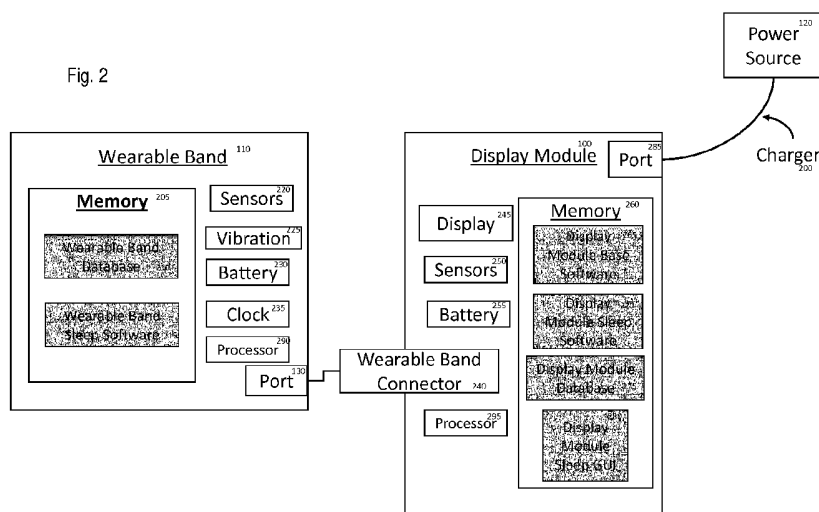 Fig. 2
Power 120
Source
Charger
200
Wearable Band 110
Memory 205
Wearable Band
Database
Wearable Band
Sleep Software
Sensors 220
Vibration 225
Battery 230
Clock 235
Processor 290
Port 130
Wearable Band
Connector 240
Display Module 100
Port 285
Display 245
Sensors 250
Battery 255
Processor 295
Memory 260
Display
Module Base
Software
Display
Module Sleep
Software
Display Module
Database
Display
Module
Sleep GUI